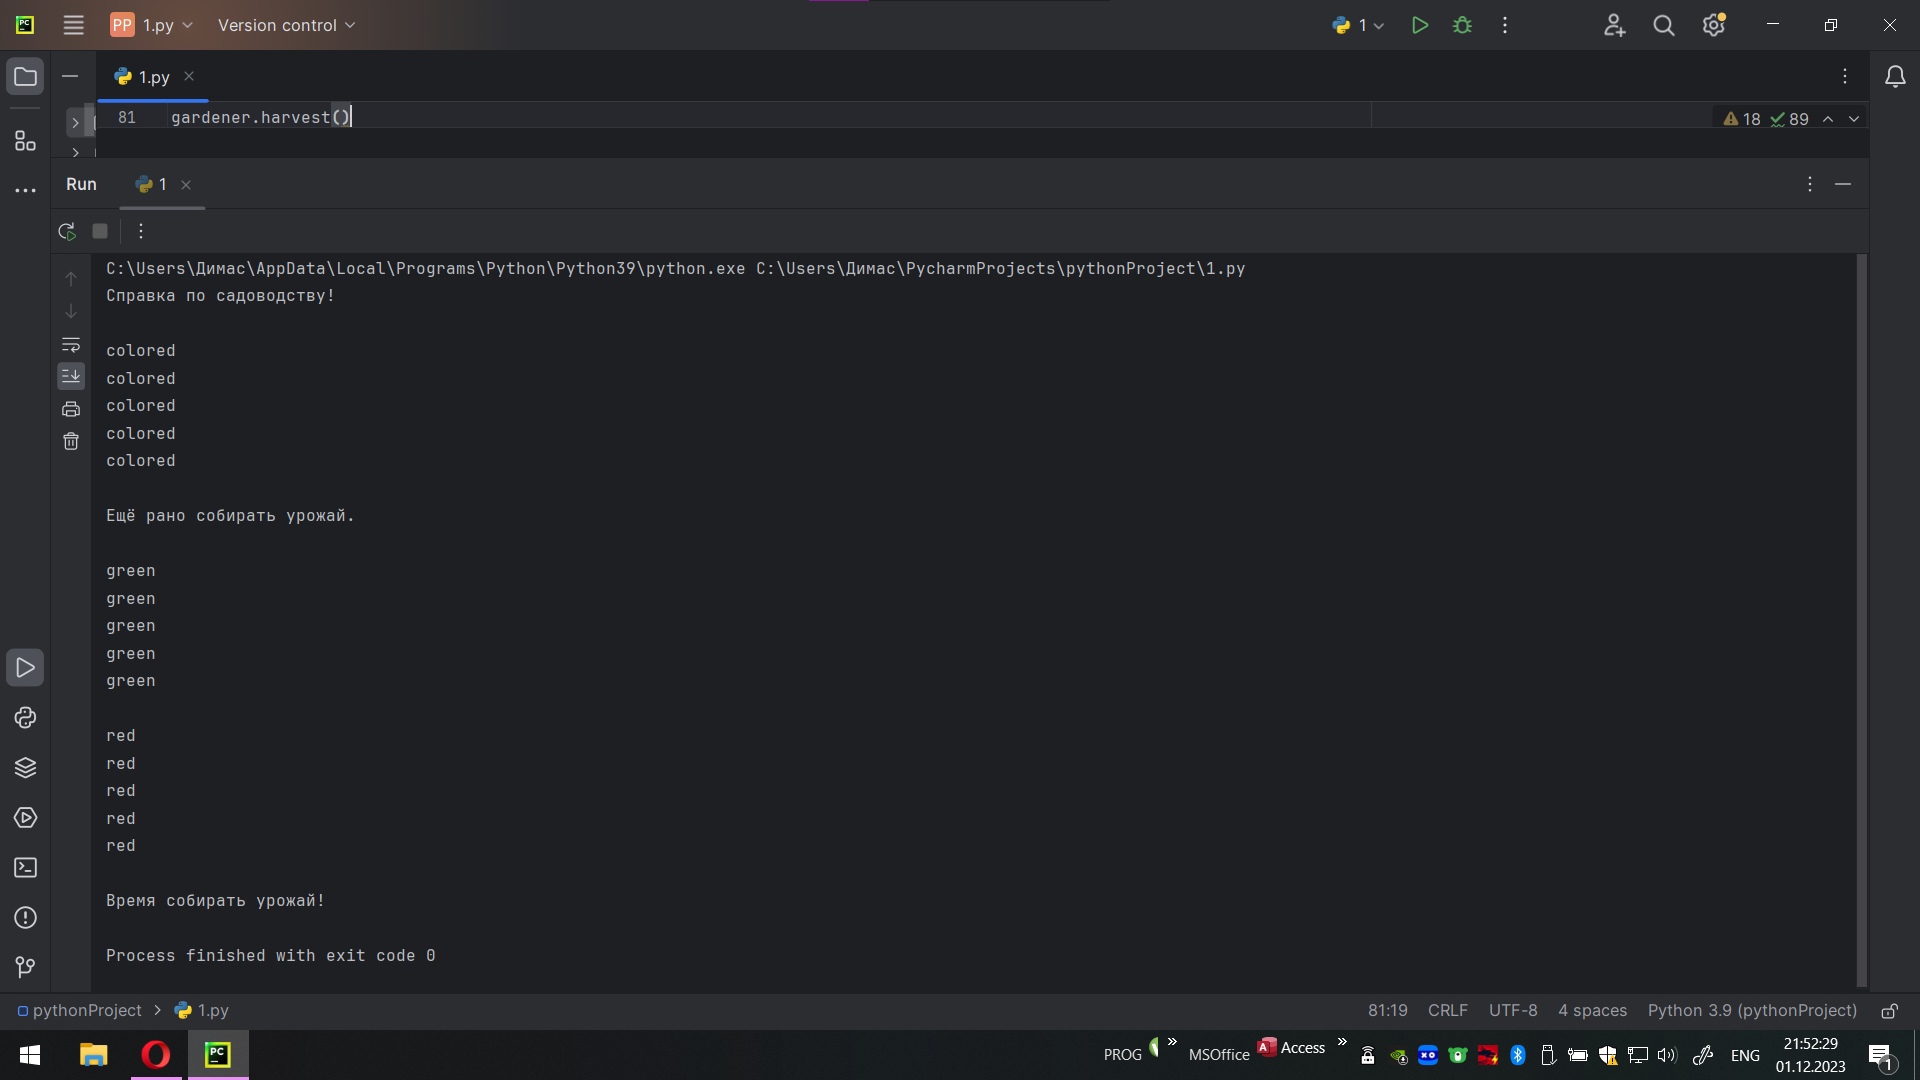 PC
PP 1.py Version control 1
1.py
81 gardener.harvest() 18 89
Run 1
C:\Users\Димас\AppData\Local\Programs\Python\Python39\python.exe C:\Users\Димас\PycharmProjects\pythonProject\1.py
Справка по садоводству!
colored
colored
colored
colored
colored
Ещё рано собирать урожай.
green
green
green
green
green
red
red
red
red
red
Время собирать урожай!
Process finished with exit code 0
pythonProject > 1.py 81:19 CRLF UTF-8 4 spaces Python 3.9 (pythonProject)
PC PROG » MSOffice A Access » XO ENG 21:52:29
01.12.2023 1